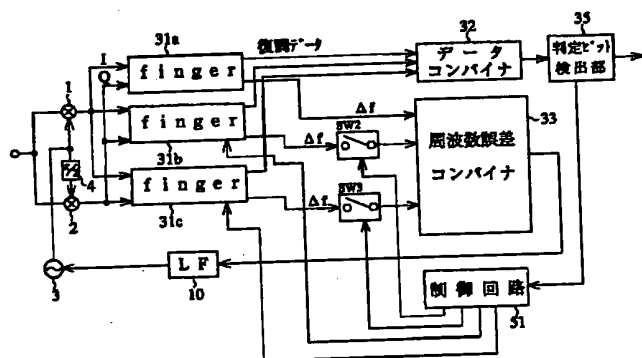 31a
復調データ
32
35
I
Q
finger
データ
コンバイナ
判定ビット
検出部
1
finger
Δf
33
SW2
31b
Δf
周波数誤差
コンバイナ
π/2
4
finger
SW3
Δf
2
31c
LF
制御回路
3
10
51